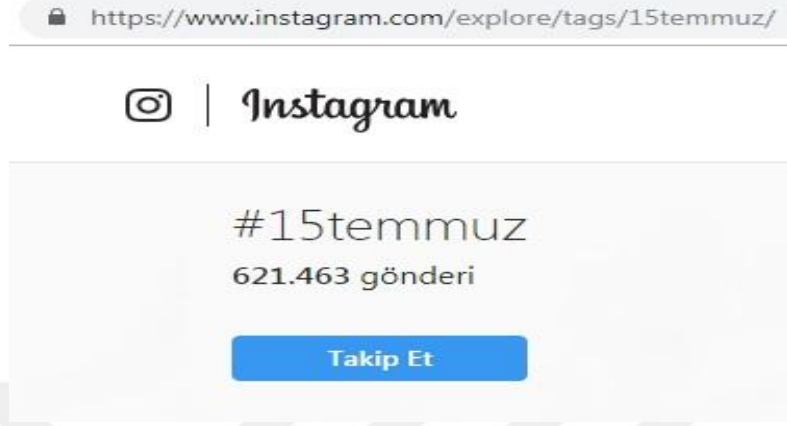 https://www.instagram.com/explore/tags/15temmuz/
Instagram
#15temmuz
621.463 gönderi
Takip Et